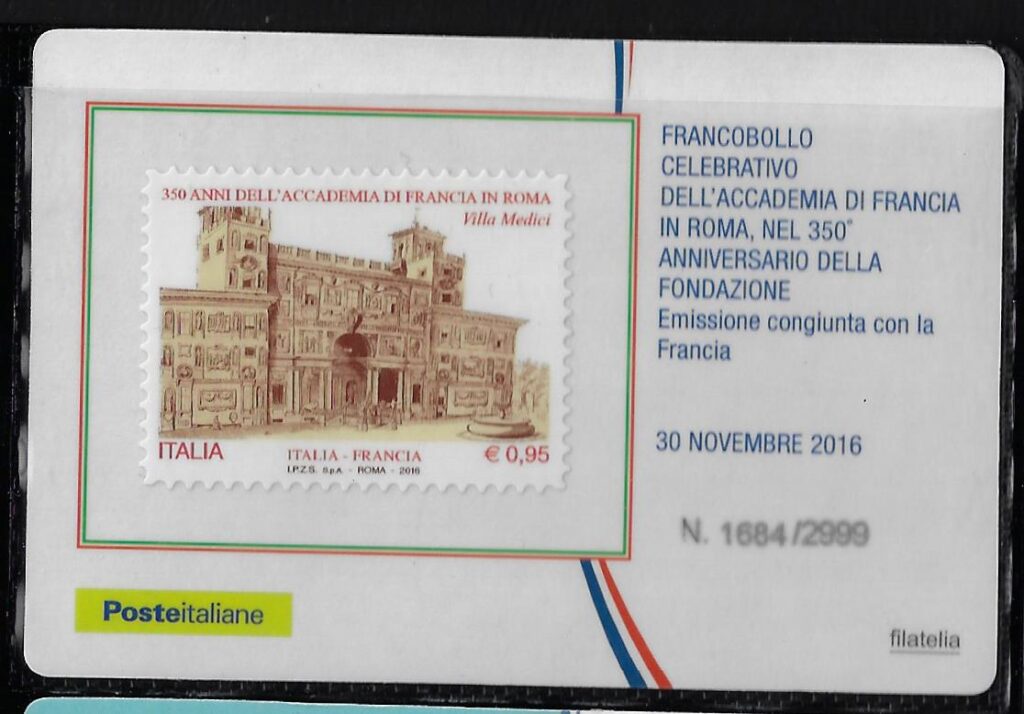 350 ANNI DELL'ACCADEMIA DI FRANCIA IN ROMA
Villa Medici
ITALIA
ITALIA - FRANCIA
€ 0,95
I.P.Z.S. S.p.A. - ROMA - 2016
FRANCOBOLLO
CELEBRATIVO
DELL'ACCADEMIA DI FRANCIA
IN ROMA, NEL 350°
ANNIVERSARIO DELLA
FONDAZIONE
Emissione congiunta con la
Francia
30 NOVEMBRE 2016
N. 1684/2999
Posteitaliane
filatelia